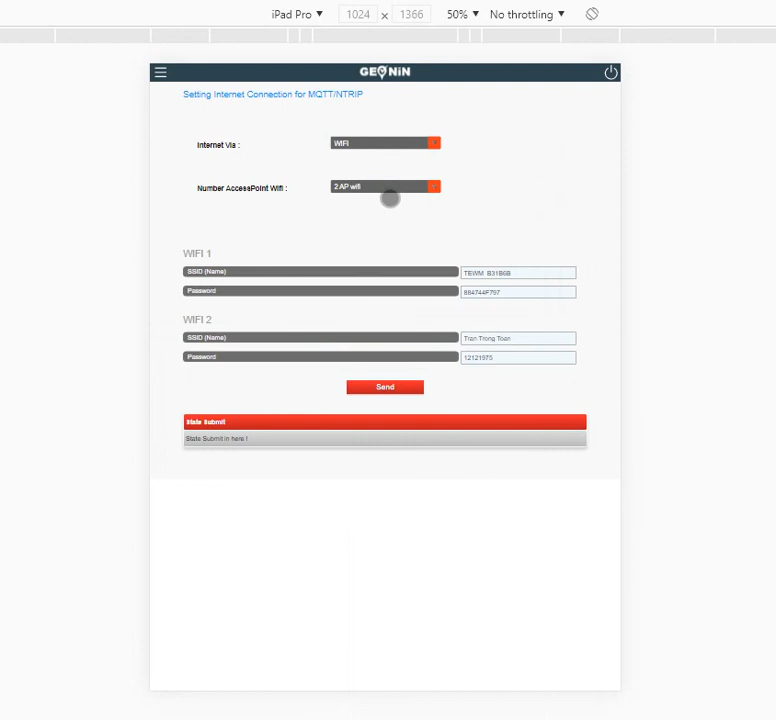 iPad Pro ▼ 1024 × 1366 50% ▼ No throttling ▼
GEONiN
Setting Internet Connection for MQTT/NTRIP
Internet Via : WIFI
Number AccessPoint Wifi : 2 AP wifi
WIFI 1
SSID (Name) TEWM_B31B6B
Password 884744F797
WIFI 2
SSID (Name) Tran Trong Toan
Password 12121975
Send
State Submit
State Submit in here !